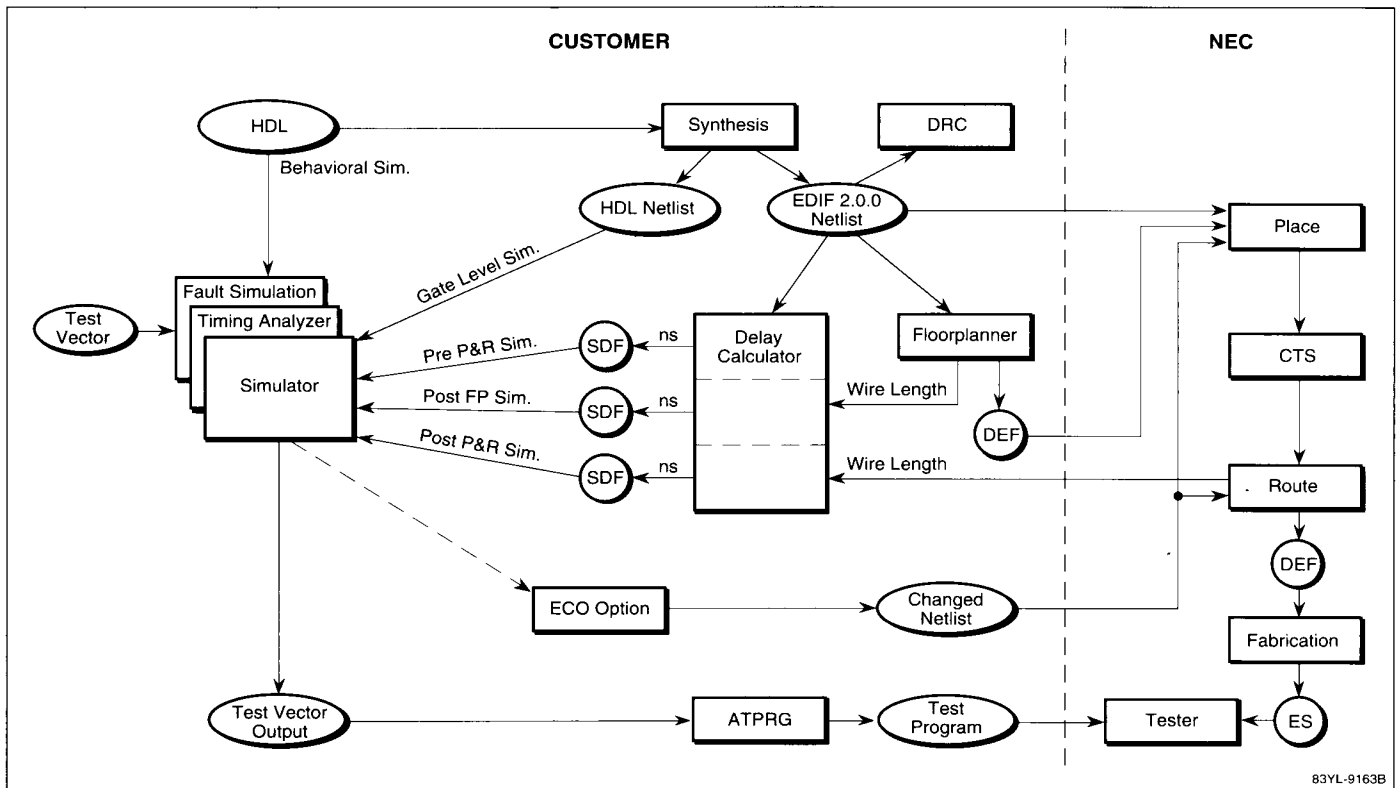 CUSTOMER
NEC
HDL
Synthesis
DRC
Behavioral Sim.
HDL Netlist
EDIF 2.0.0
Netlist
Place
Gate Level Sim.
Fault Simulation
Timing Analyzer
Simulator
Test
Vector
Pre P&R Sim.
SDF
ns
Delay
Calculator
Floorplanner
CTS
Post FP Sim.
SDF
ns
Wire Length
DEF
Post P&R Sim.
SDF
ns
Wire Length
Route
DEF
ECO Option
Changed
Netlist
Fabrication
Test Vector
Output
ATPRG
Test
Program
Tester
ES
83YL-9163B